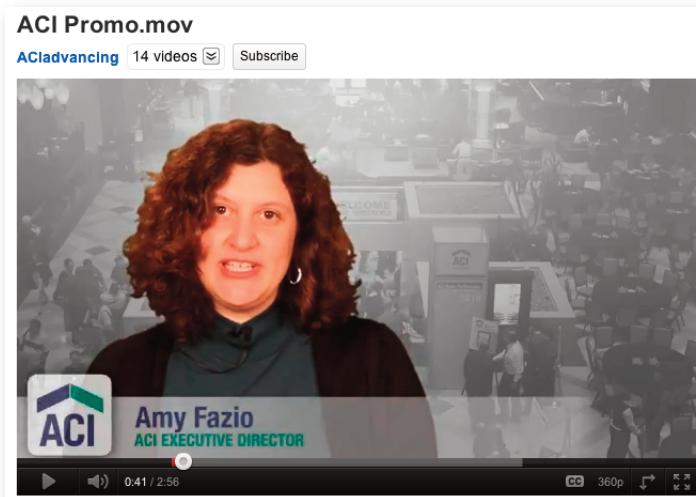 ACI Promo.mov
ACIadvancing 14 videos Subscribe
WELCOME
ACI
ACI
Amy Fazio
ACI EXECUTIVE DIRECTOR
0:41 / 2:56 CC 360p